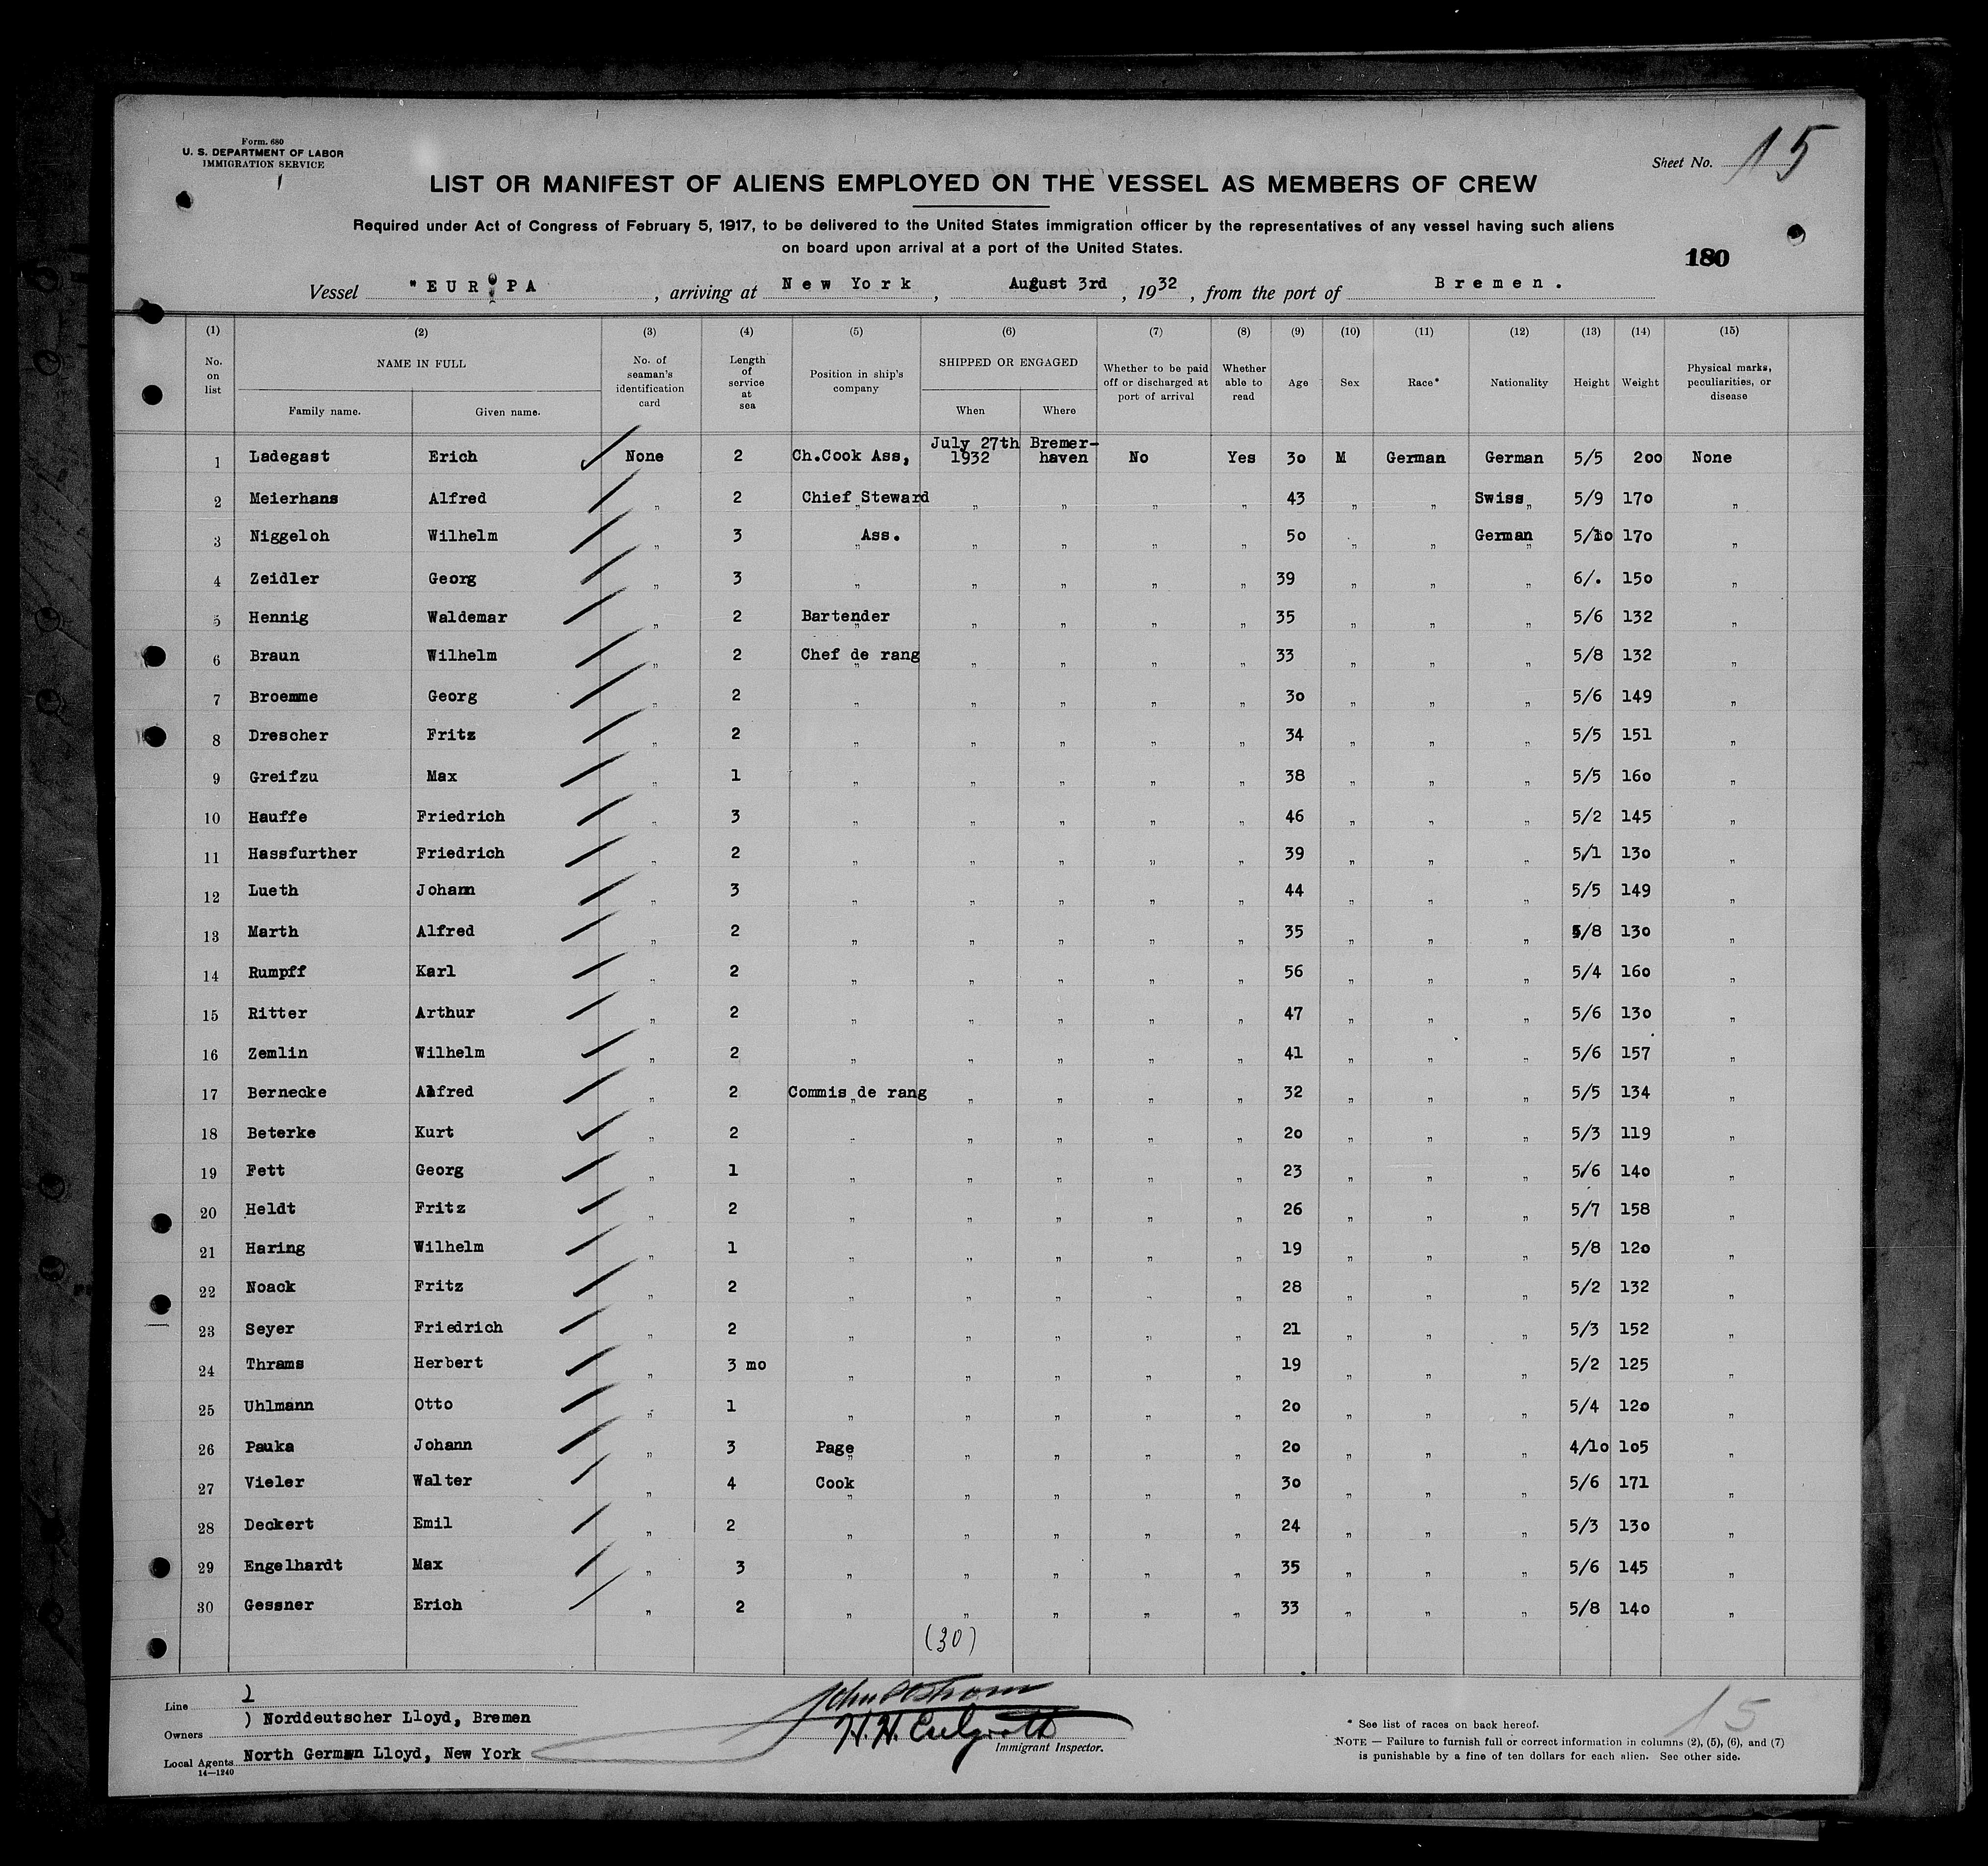 Form. 680
U. S. DEPARTMENT OF LABOR
IMMIGRATION SERVICE
Sheet No. 15
LIST OR MANIFEST OF ALIENS EMPLOYED ON THE VESSEL AS MEMBERS OF CREW
Required under Act of Congress of February 5, 1917, to be delivered to the United States immigration officer by the representatives of any vessel having such aliens
on board upon arrival at a port of the United States.
180
Vessel "EUROPA , arriving at New York , August 3rd , 1932 , from the port of Bremen.
(1) (2) (3) (4) (5) (6) (7) (8) (9) (10) (11) (12) (13) (14) (15)
No. on list NAME IN FULL Family name. Given name. No. of seaman's identification card Length of service at sea Position in ship's company SHIPPED OR ENGAGED When Where Whether to be paid off or discharged at port of arrival Whether able to read Age Sex Race* Nationality Height Weight Physical marks, peculiarities, or disease
1 Ladegast Erich None 2 Ch.Cook Ass, July 27th 1932 Bremer-haven No Yes 30 M German German 5/5 200 None
2 Meierhans Alfred " 2 Chief Steward " " " " 43 " " Swiss 5/9 170 "
3 Niggeloh Wilhelm " 3 " Ass. " " " " 50 " " German 5/10 170 "
4 Zeidler Georg " 3 " " " " " 39 " " " 6/. 150 "
5 Hennig Waldemar " 2 Bartender " " " " 35 " " " 5/6 132 "
6 Braun Wilhelm " 2 Chef de rang " " " " 33 " " " 5/8 132 "
7 Broemme Georg " 2 " " " " " 30 " " " 5/6 149 "
8 Drescher Fritz " 2 " " " " " 34 " " " 5/5 151 "
9 Greifzu Max " 1 " " " " " 38 " " " 5/5 160 "
10 Hauffe Friedrich " 3 " " " " " 46 " " " 5/2 145 "
11 Hassfurther Friedrich " 2 " " " " " 39 " " " 5/1 130 "
12 Lueth Johann " 3 " " " " " 44 " " " 5/5 149 "
13 Marth Alfred " 2 " " " " " 35 " " " 5/8 130 "
14 Rumpff Karl " 2 " " " " " 56 " " " 5/4 160 "
15 Ritter Arthur " 2 " " " " " 47 " " " 5/6 130 "
16 Zemlin Wilhelm " 2 " " " " " 41 " " " 5/6 157 "
17 Bernecke Alfred " 2 Commis de rang " " " " 32 " " " 5/5 134 "
18 Beterke Kurt " 2 " " " " " 20 " " " 5/3 119 "
19 Fett Georg " 1 " " " " " 23 " " " 5/6 140 "
20 Heldt Fritz " 2 " " " " " 26 " " " 5/7 158 "
21 Haring Wilhelm " 1 " " " " " 19 " " " 5/8 120 "
22 Noack Fritz " 2 " " " " " 28 " " " 5/2 132 "
23 Seyer Friedrich " 2 " " " " " 21 " " " 5/3 152 "
24 Thrams Herbert " 3 mo " " " " " 19 " " " 5/2 125 "
25 Uhlmann Otto " 1 " " " " " 20 " " " 5/4 120 "
26 Pauka Johann " 3 Page " " " " 20 " " " 4/10 105 "
27 Vieler Walter " 4 Cook " " " " 30 " " " 5/6 171 "
28 Deckert Emil " 2 " " " " " 24 " " " 5/3 130 "
29 Engelhardt Max " 3 " " " " " 35 " " " 5/6 145 "
30 Gessner Erich " 2 " " " " " 33 " " " 5/8 140 "
(30)
Line
Owners ) Norddeutscher Lloyd, Bremen
Local Agents North German Lloyd, New York
14—1240
Immigrant Inspector.
15
* See list of races on back hereof.
NOTE — Failure to furnish full or correct information in columns (2), (5), (6), and (7)
is punishable by a fine of ten dollars for each alien. See other side.